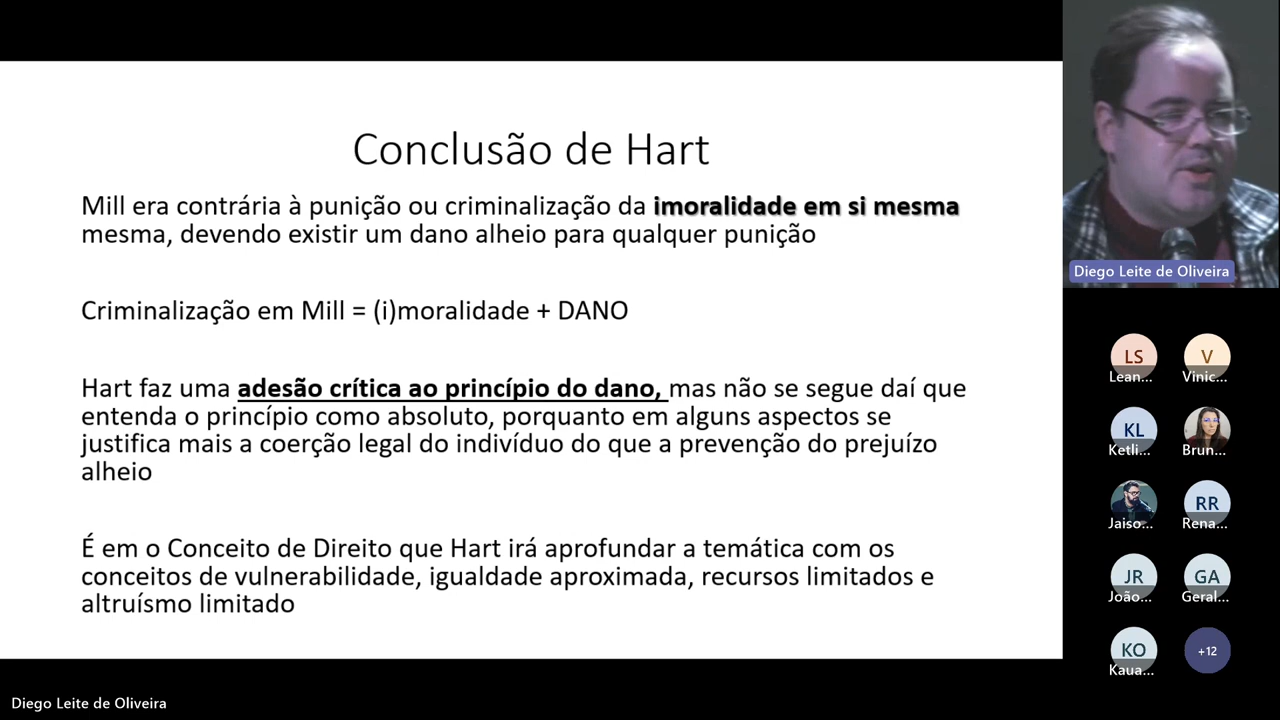 Conclusão de Hart
Mill era contrária à punição ou criminalização da imoralidade em si mesma
mesma, devendo existir um dano alheio para qualquer punição
Criminalização em Mill = (i)moralidade + DANO
Hart faz uma adesão crítica ao princípio do dano, mas não se segue daí que
entenda o princípio como absoluto, porquanto em alguns aspectos se
justifica mais a coerção legal do indivíduo do que a prevenção do prejuízo
alheio
É em o Conceito de Direito que Hart irá aprofundar a temática com os
conceitos de vulnerabilidade, igualdade aproximada, recursos limitados e
altruísmo limitado
Diego Leite de Oliveira
LS
V
Lean...
Vinic...
KL
Ketli...
Brun...
RR
Jaiso...
Rena...
JR
GA
João...
Geral...
KO
+12
Kaua...
Diego Leite de Oliveira